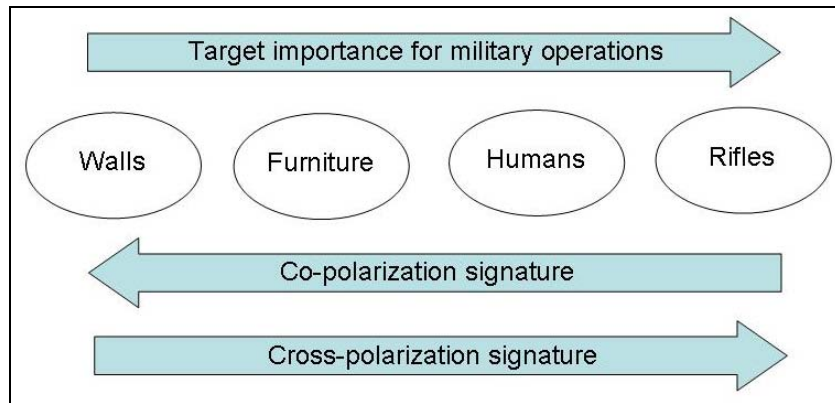 Target importance for military operations
Walls Furniture Humans Rifles
Co-polarization signature
Cross-polarization signature